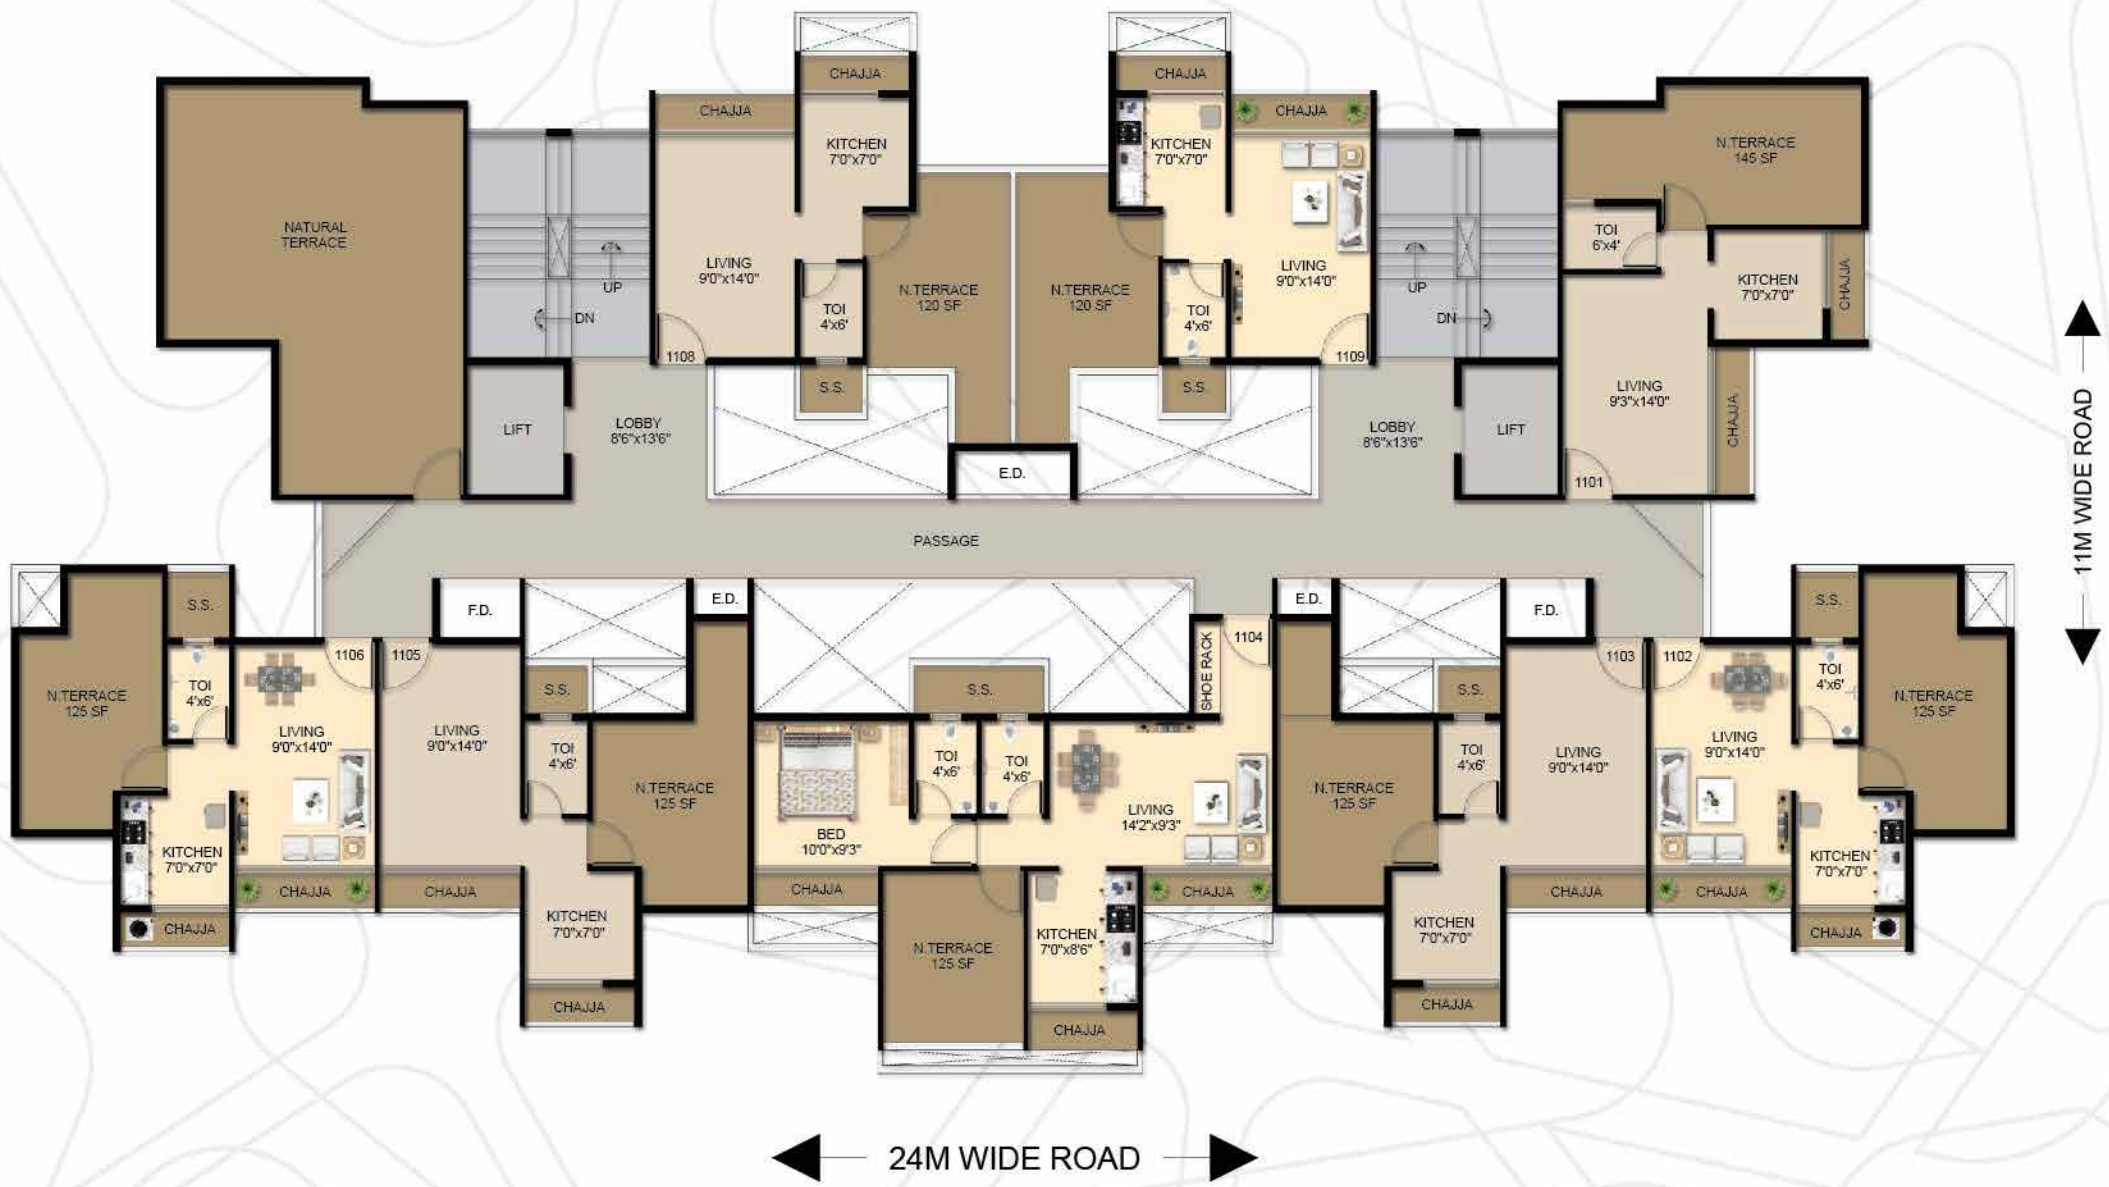 CHAJJA
CHAJJA
CHAJJA
CHAJJA
KITCHEN
7'0"x7'0"
KITCHEN
7'0"x7'0"
N.TERRACE
145 SF
NATURAL
TERRACE
TOI
6'x4'
LIVING
9'0"x14'0"
LIVING
9'0"x14'0"
KITCHEN
7'0"x7'0"
CHAJJA
UP
DN
N.TERRACE
120 SF
N.TERRACE
120 SF
UP
DN
TOI
4'x6'
TOI
4'x6'
1108
1109
S.S.
S.S.
LIVING
9'3"x14'0"
CHAJJA
LIFT
LOBBY
8'6"x13'6"
LOBBY
8'6"x13'6"
LIFT
E.D.
1101
11M WIDE ROAD
PASSAGE
S.S.
F.D.
E.D.
E.D.
F.D.
S.S.
1106
1105
SHOE RACK
1104
1103
1102
N.TERRACE
125 SF
TOI
4'x6'
S.S.
S.S.
S.S.
TOI
4'x6'
N.TERRACE
125 SF
LIVING
9'0"x14'0"
LIVING
9'0"x14'0"
TOI
4'x6'
TOI
4'x6'
TOI
4'x6'
TOI
4'x6'
LIVING
9'0"x14'0"
LIVING
9'0"x14'0"
N.TERRACE
125 SF
N.TERRACE
125 SF
BED
10'0"x9'3"
LIVING
14'2"x9'3"
KITCHEN
7'0"x7'0"
KITCHEN
7'0"x7'0"
CHAJJA
CHAJJA
CHAJJA
CHAJJA
CHAJJA
CHAJJA
CHAJJA
KITCHEN
7'0"x7'0"
N.TERRACE
125 SF
KITCHEN
7'0"x8'6"
KITCHEN
7'0"x7'0"
CHAJJA
CHAJJA
CHAJJA
CHAJJA
CHAJJA
24M WIDE ROAD